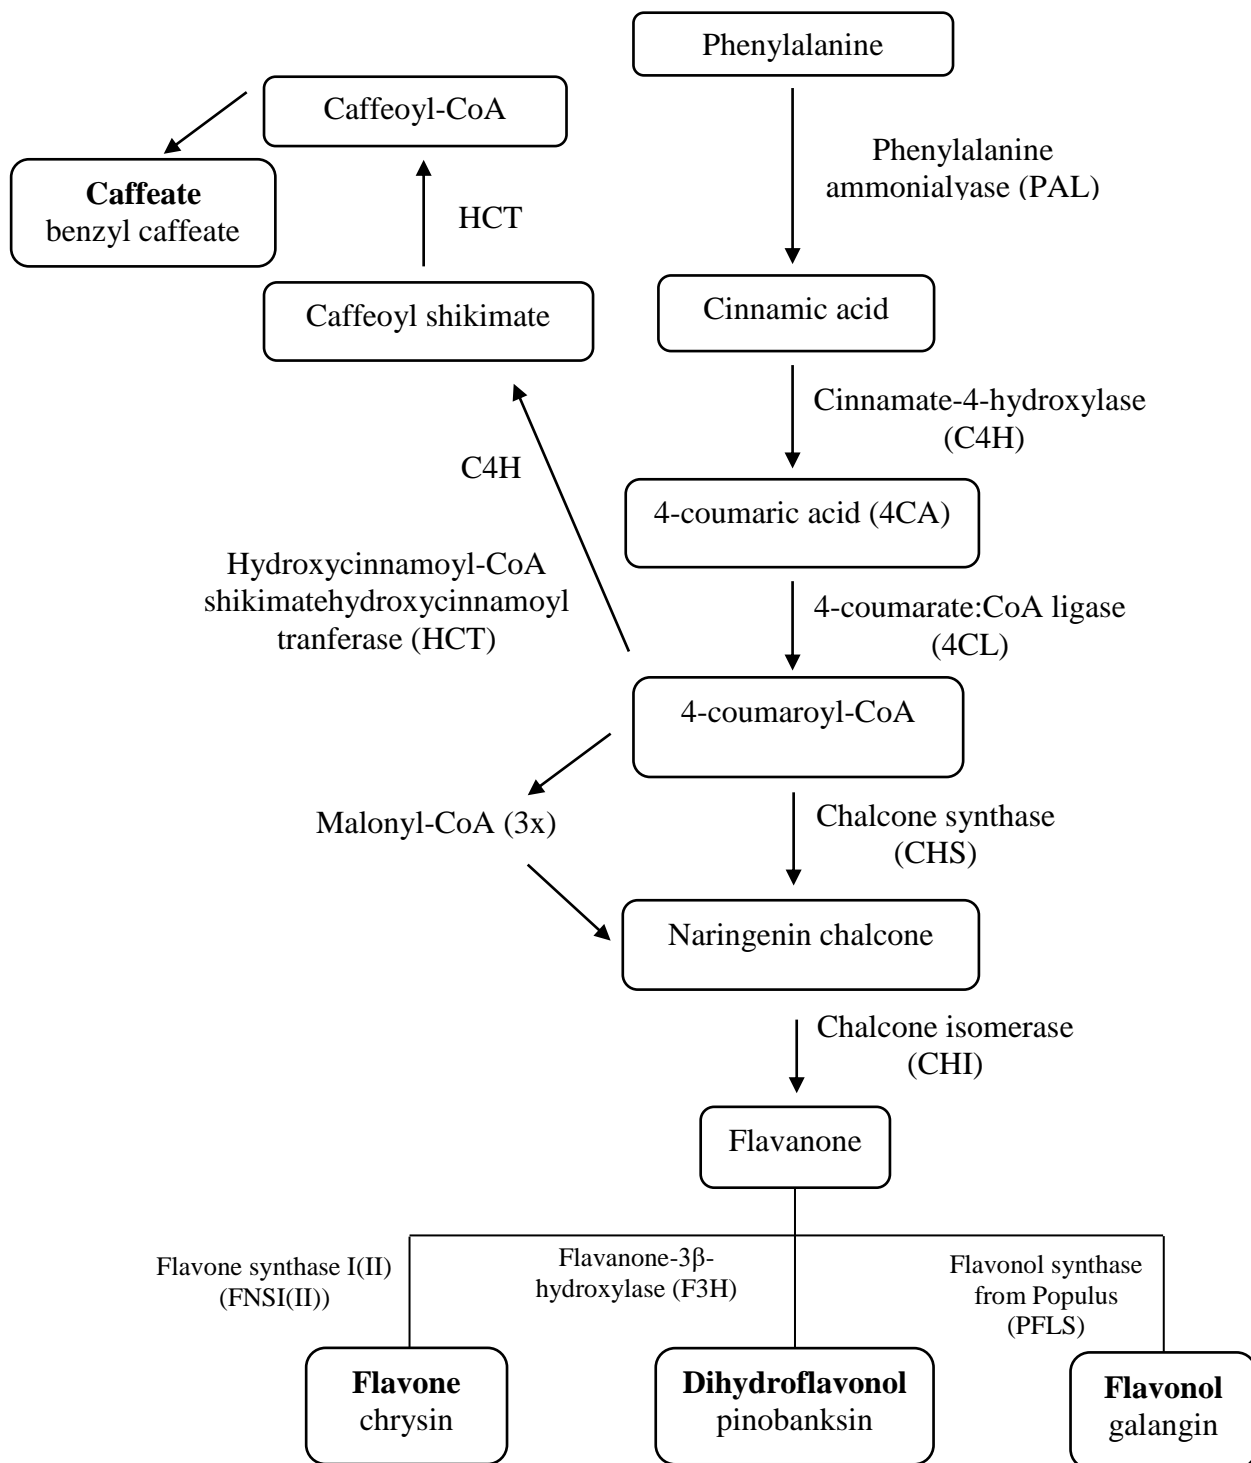 Phenylalanine
Caffeoyl-CoA
Phenylalanine
ammonialyase (PAL)
Caffeate
benzyl caffeate
HCT
Caffeoyl shikimate
Cinnamic acid
Cinnamate-4-hydroxylase
(C4H)
C4H
4-coumaric acid (4CA)
Hydroxycinnamoyl-CoA
shikimatehydroxycinnamoyl
tranferase (HCT)
4-coumarate:CoA ligase
(4CL)
4-coumaroyl-CoA
Malonyl-CoA (3x)
Chalcone synthase
(CHS)
Naringenin chalcone
Chalcone isomerase
(CHI)
Flavanone
Flavone synthase I(II)
(FNSI(II))
Flavanone-3β-
hydroxylase (F3H)
Flavonol synthase
from Populus
(PFLS)
Flavone
chrysin
Dihydroflavonol
pinobanksin
Flavonol
galangin